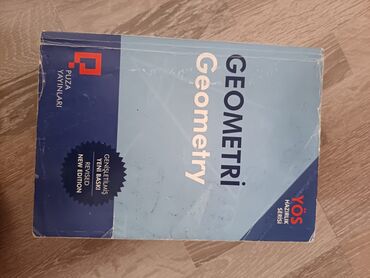 YÖS
HAZIRLIK
SERİSİ
GEOMETRİ
Geometry
GENİŞLETİLMİŞ
YENİ BASKI
REVISED
NEW EDITION
PUZA
YAYINLARI